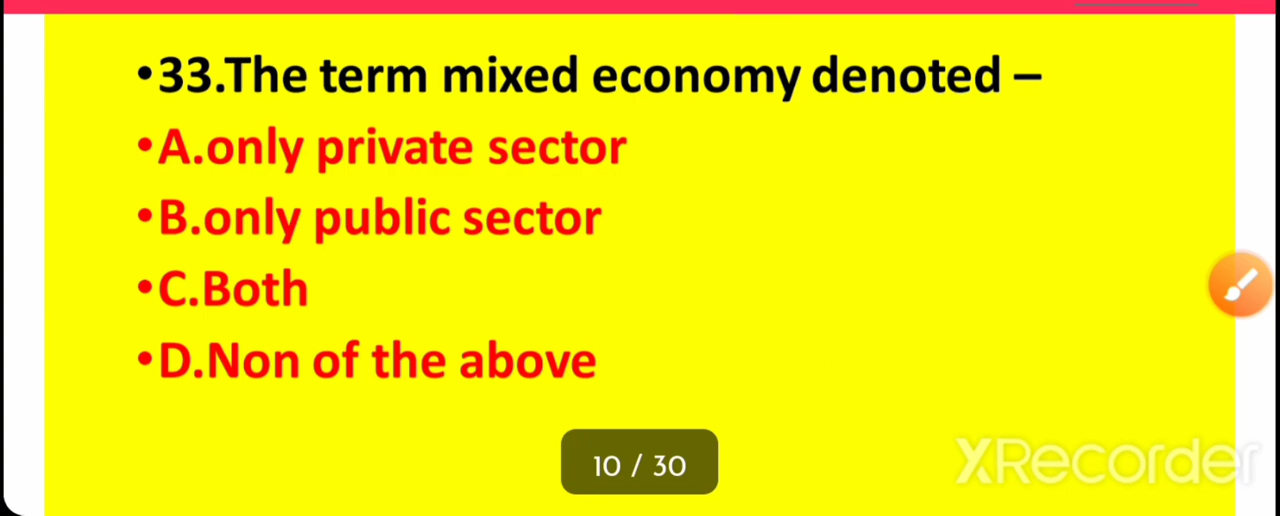 •33.The term mixed economy denoted –
•A.only private sector
•B.only public sector
•C.Both
•D.Non of the above
10 / 30
XRecorder